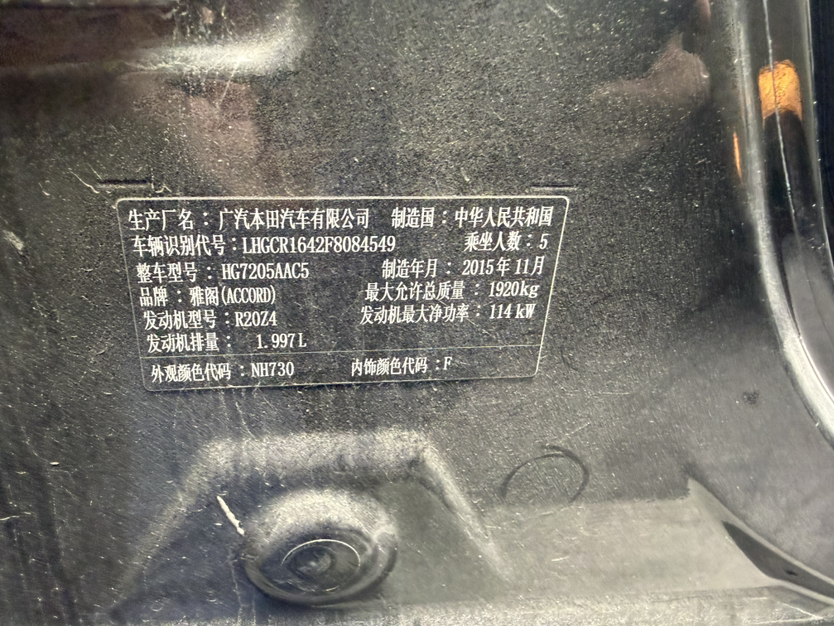 生产厂名：广汽本田汽车有限公司 制造国：中华人民共和国
车辆识别代号：LHGCR1642F8084549 乘坐人数：5
整车型号：HG7205AAC5 制造年月：2015年11月
品牌：雅阁(ACCORD) 最大允许总质量：1920kg
发动机型号：R20Z4 发动机最大净功率：114kW
发动机排量：1.997L
外观颜色代码：NH730 内饰颜色代码：F